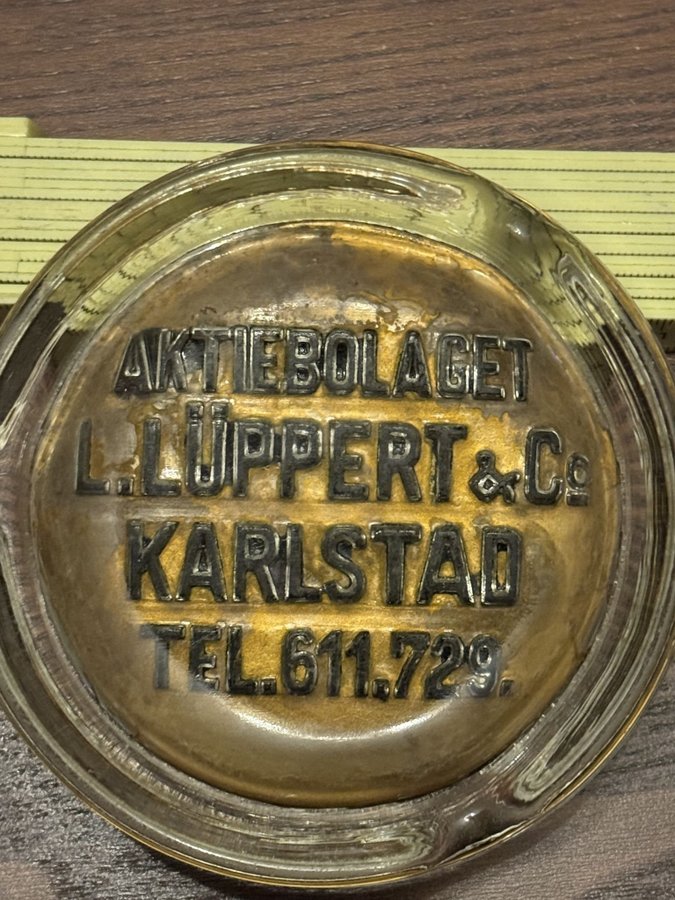 AKTIEBOLAGET
L. LÜPPERT & Co
KARLSTAD
TEL. 611, 729.